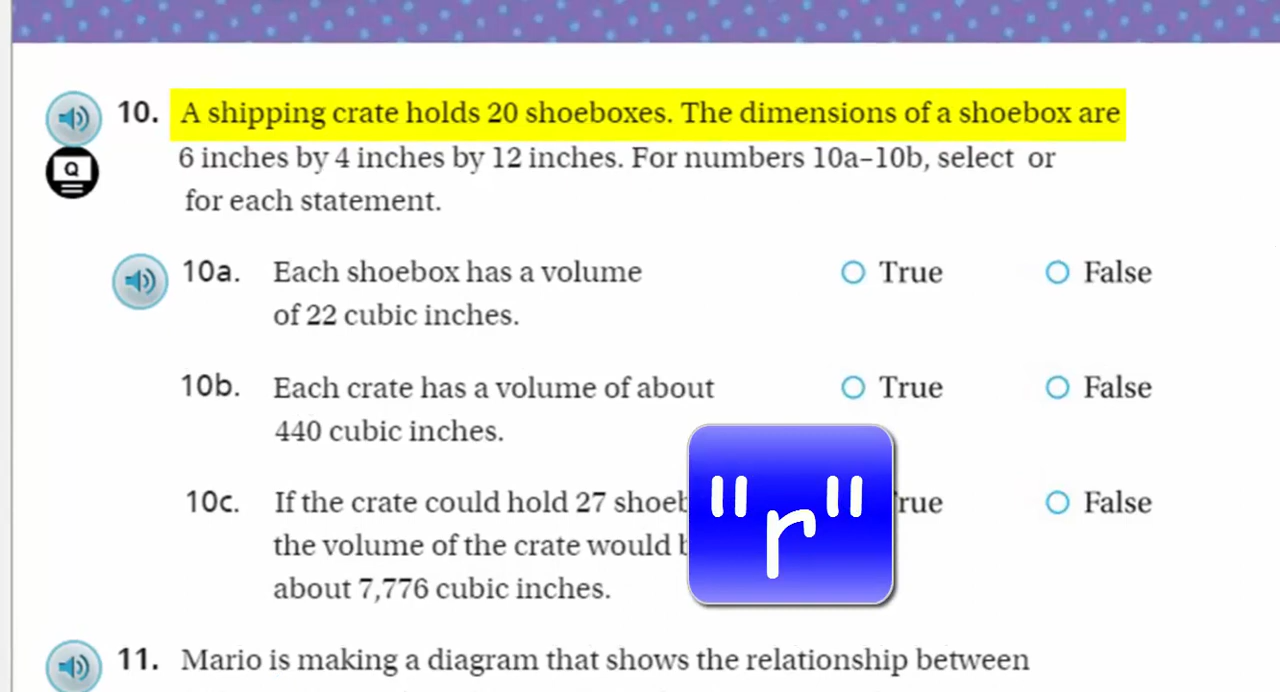 10. A shipping crate holds 20 shoeboxes. The dimensions of a shoebox are
Q 6 inches by 4 inches by 12 inches. For numbers 10a–10b, select or
for each statement.
10a. Each shoebox has a volume True False
of 22 cubic inches.
10b. Each crate has a volume of about True False
440 cubic inches.
10c. If the crate could hold 27 False
the volume of the crate would
about 7,776 cubic inches.
"r"
11. Mario is making a diagram that shows the relationship between